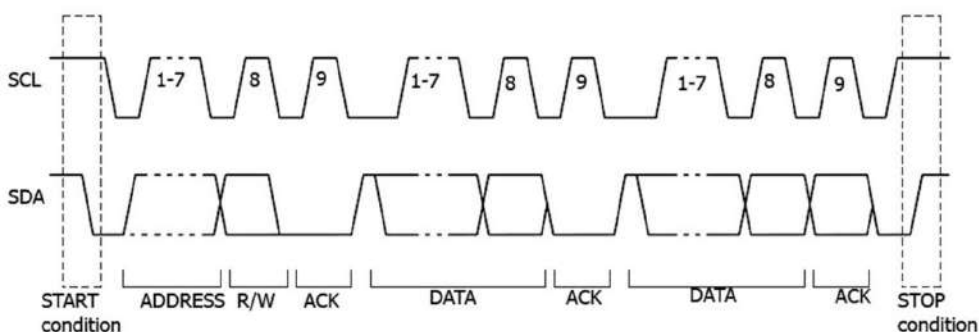 SCL 1-7 8 9 1-7 8 9 1-7 8 9
SDA
START condition
ADDRESS R/W ACK DATA ACK DATA ACK
STOP condition